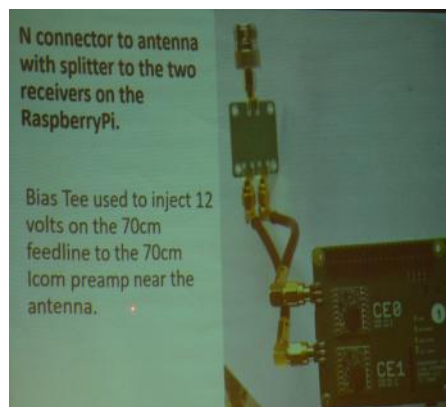 N connector to antenna
with splitter to the two
receivers on the
RaspberryPi.
Bias Tee used to inject 12
volts on the 70cm
feedline to the 70cm
Icom preamp near the
antenna.
CE0
CE1